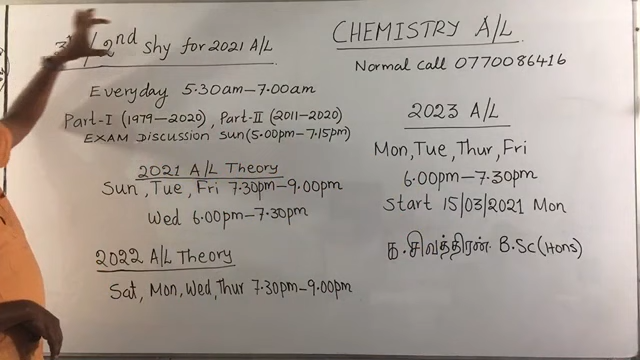 3rd/2nd shy for 2021 A/L
Everyday 5.30am-7.00am
Part-I (1979-2020), Part-II (2011-2020)
EXAM Discussion Sun(5.00pm-7.15pm)
2021 A/L Theory
Sun, Tue, Fri 7.30pm-9.00pm
Wed 6.00pm-7.30pm
2022 A/L Theory
Sat, Mon, Wed, Thur 7.30pm-9.00pm
CHEMISTRY A/L
Normal call 0770086416
2023 A/L
Mon, Tue, Thur, Fri
6.00pm-7.30pm
Start 15/03/2021 Mon
த.சிவத்திரன். B.Sc(Hons)